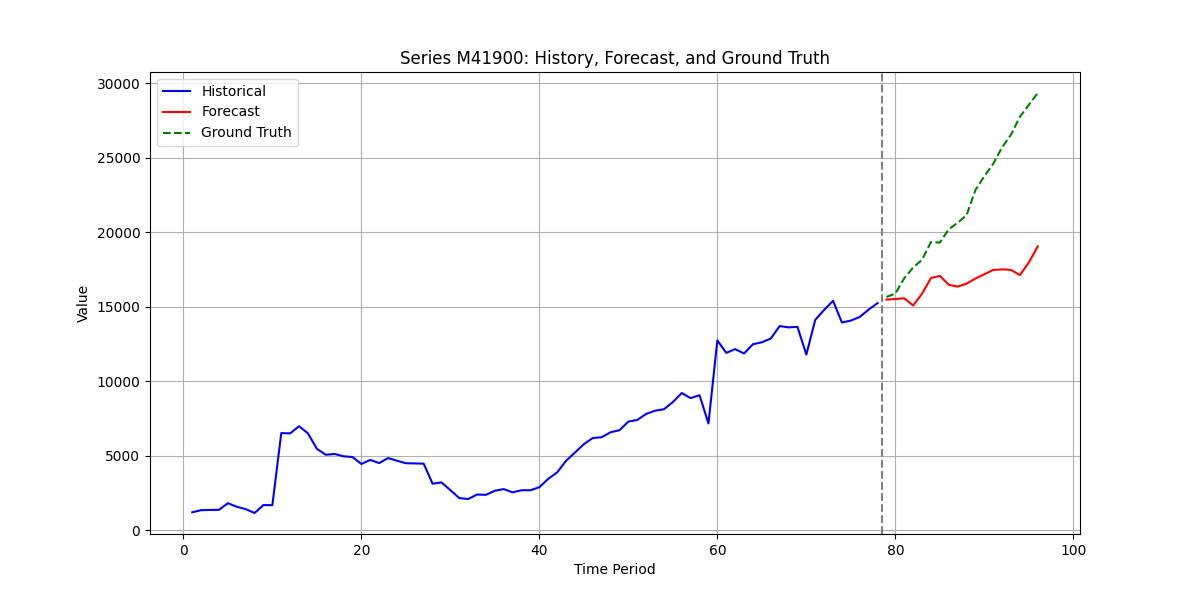 Series M41900: History, Forecast, and Ground Truth
Historical
Forecast
Ground Truth
30000
25000
20000
15000
10000
5000
0
Value
0 20 40 60 80 100
Time Period